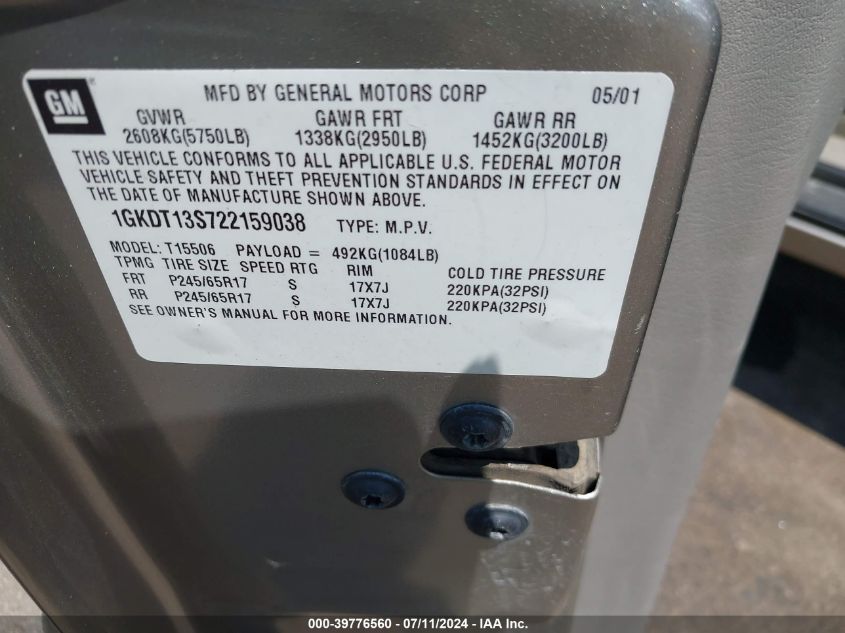 GM
MFD BY GENERAL MOTORS CORP 05/01
GVWR GAWR FRT GAWR RR
2608KG(5750LB) 1338KG(2950LB) 1452KG(3200LB)
THIS VEHICLE CONFORMS TO ALL APPLICABLE U.S. FEDERAL MOTOR
VEHICLE SAFETY AND THEFT PREVENTION STANDARDS IN EFFECT ON
THE DATE OF MANUFACTURE SHOWN ABOVE.
1GKDT13S722159038 TYPE: M.P.V.
MODEL: T15506 PAYLOAD = 492KG(1084LB)
TPMG TIRE SIZE SPEED RTG RIM COLD TIRE PRESSURE
FRT P245/65R17 S 17X7J 220KPA(32PSI)
RR P245/65R17 S 17X7J 220KPA(32PSI)
SEE OWNER'S MANUAL FOR MORE INFORMATION.
000-39776560 - 07/11/2024 - IAA Inc.